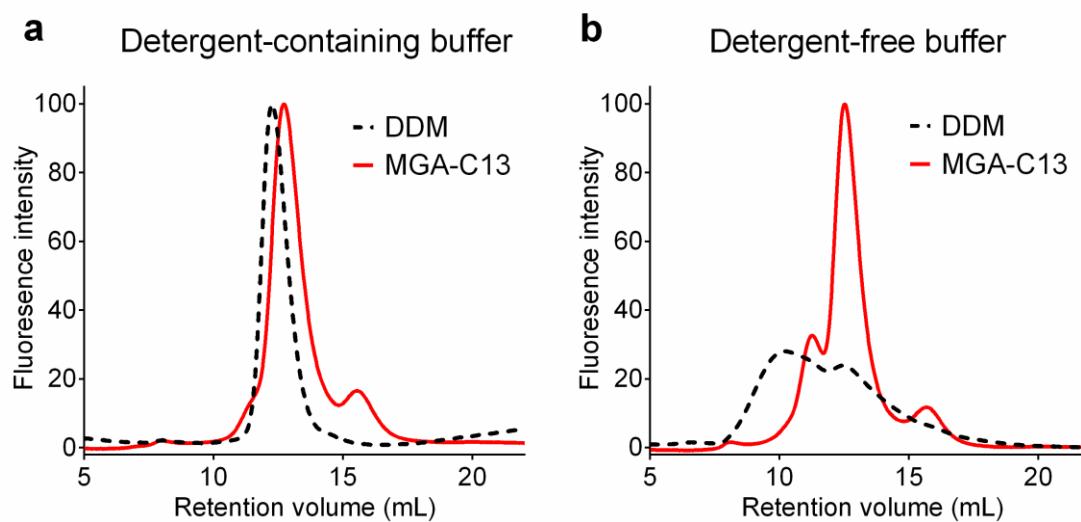 a
Detergent-containing buffer
100
80
60
40
20
0
Fluoresence intensity
DDM
MGA-C13
5
10
15
20
Retention volume (mL)
b
Detergent-free buffer
100
80
60
40
20
0
Fluoresence intensity
DDM
MGA-C13
5
10
15
20
Retention volume (mL)